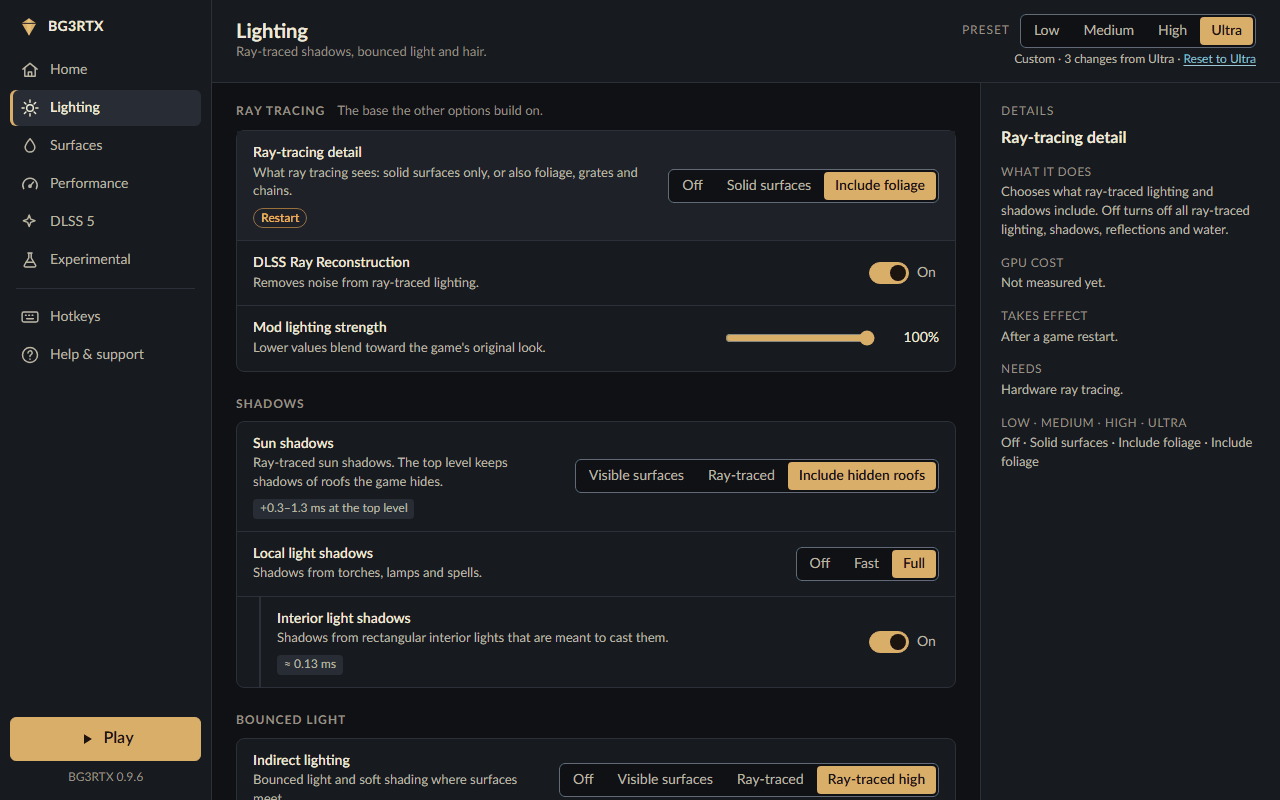 BG3RTX
Home
Lighting
Surfaces
Performance
DLSS 5
Experimental
Hotkeys
Help & support
Play
BG3RTX 0.9.6
Lighting
Ray-traced shadows, bounced light and hair.
PRESET Low Medium High Ultra
Custom · 3 changes from Ultra · Reset to Ultra
RAY TRACING The base the other options build on.
Ray-tracing detail
What ray tracing sees: solid surfaces only, or also foliage, grates and
chains.
Restart
Off Solid surfaces Include foliage
DLSS Ray Reconstruction
Removes noise from ray-traced lighting.
On
Mod lighting strength
Lower values blend toward the game's original look.
100%
SHADOWS
Sun shadows
Ray-traced sun shadows. The top level keeps
shadows of roofs the game hides.
+0.3–1.3 ms at the top level
Visible surfaces Ray-traced Include hidden roofs
Local light shadows
Shadows from torches, lamps and spells.
Off Fast Full
Interior light shadows
Shadows from rectangular interior lights that are meant to cast them.
≈ 0.13 ms
On
BOUNCED LIGHT
Indirect lighting
Bounced light and soft shading where surfaces
meet.
Off Visible surfaces Ray-traced Ray-traced high
DETAILS
Ray-tracing detail
WHAT IT DOES
Chooses what ray-traced lighting and
shadows include. Off turns off all ray-traced
lighting, shadows, reflections and water.
GPU COST
Not measured yet.
TAKES EFFECT
After a game restart.
NEEDS
Hardware ray tracing.
LOW · MEDIUM · HIGH · ULTRA
Off · Solid surfaces · Include foliage · Include
foliage